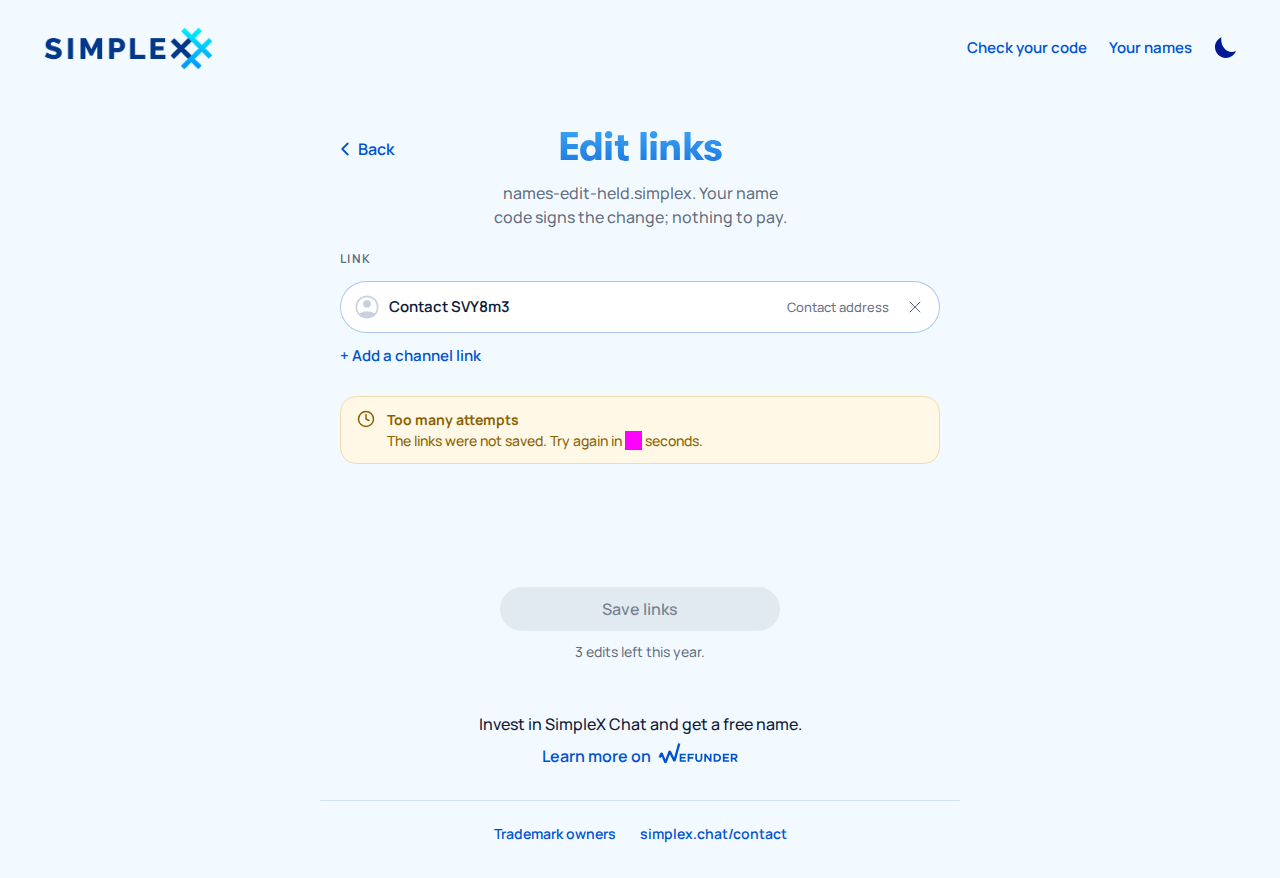 SIMPLEX
Check your code
Your names
Back
Edit links
names-edit-held.simplex. Your name
code signs the change; nothing to pay.
LINK
Contact SVY8m3
Contact address
+ Add a channel link
Too many attempts
The links were not saved. Try again in seconds.
Save links
3 edits left this year.
Invest in SimpleX Chat and get a free name.
Learn more on WEFUNDER
Trademark owners
simplex.chat/contact